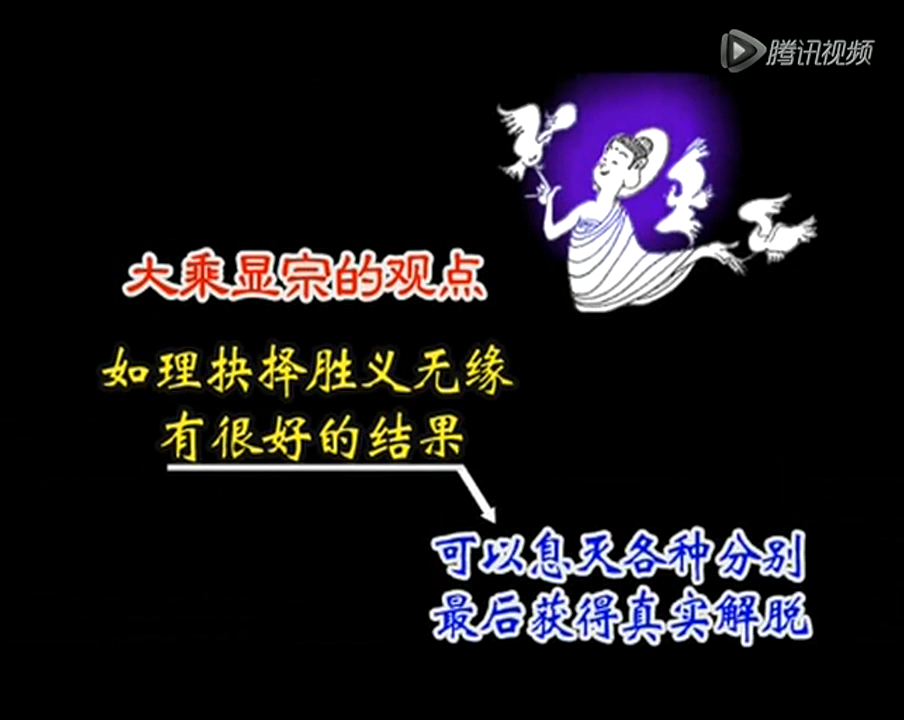 腾讯视频
大乘显宗的观点
如理抉择胜义无缘
有很好的结果
可以息灭各种分别
最后获得真实解脱